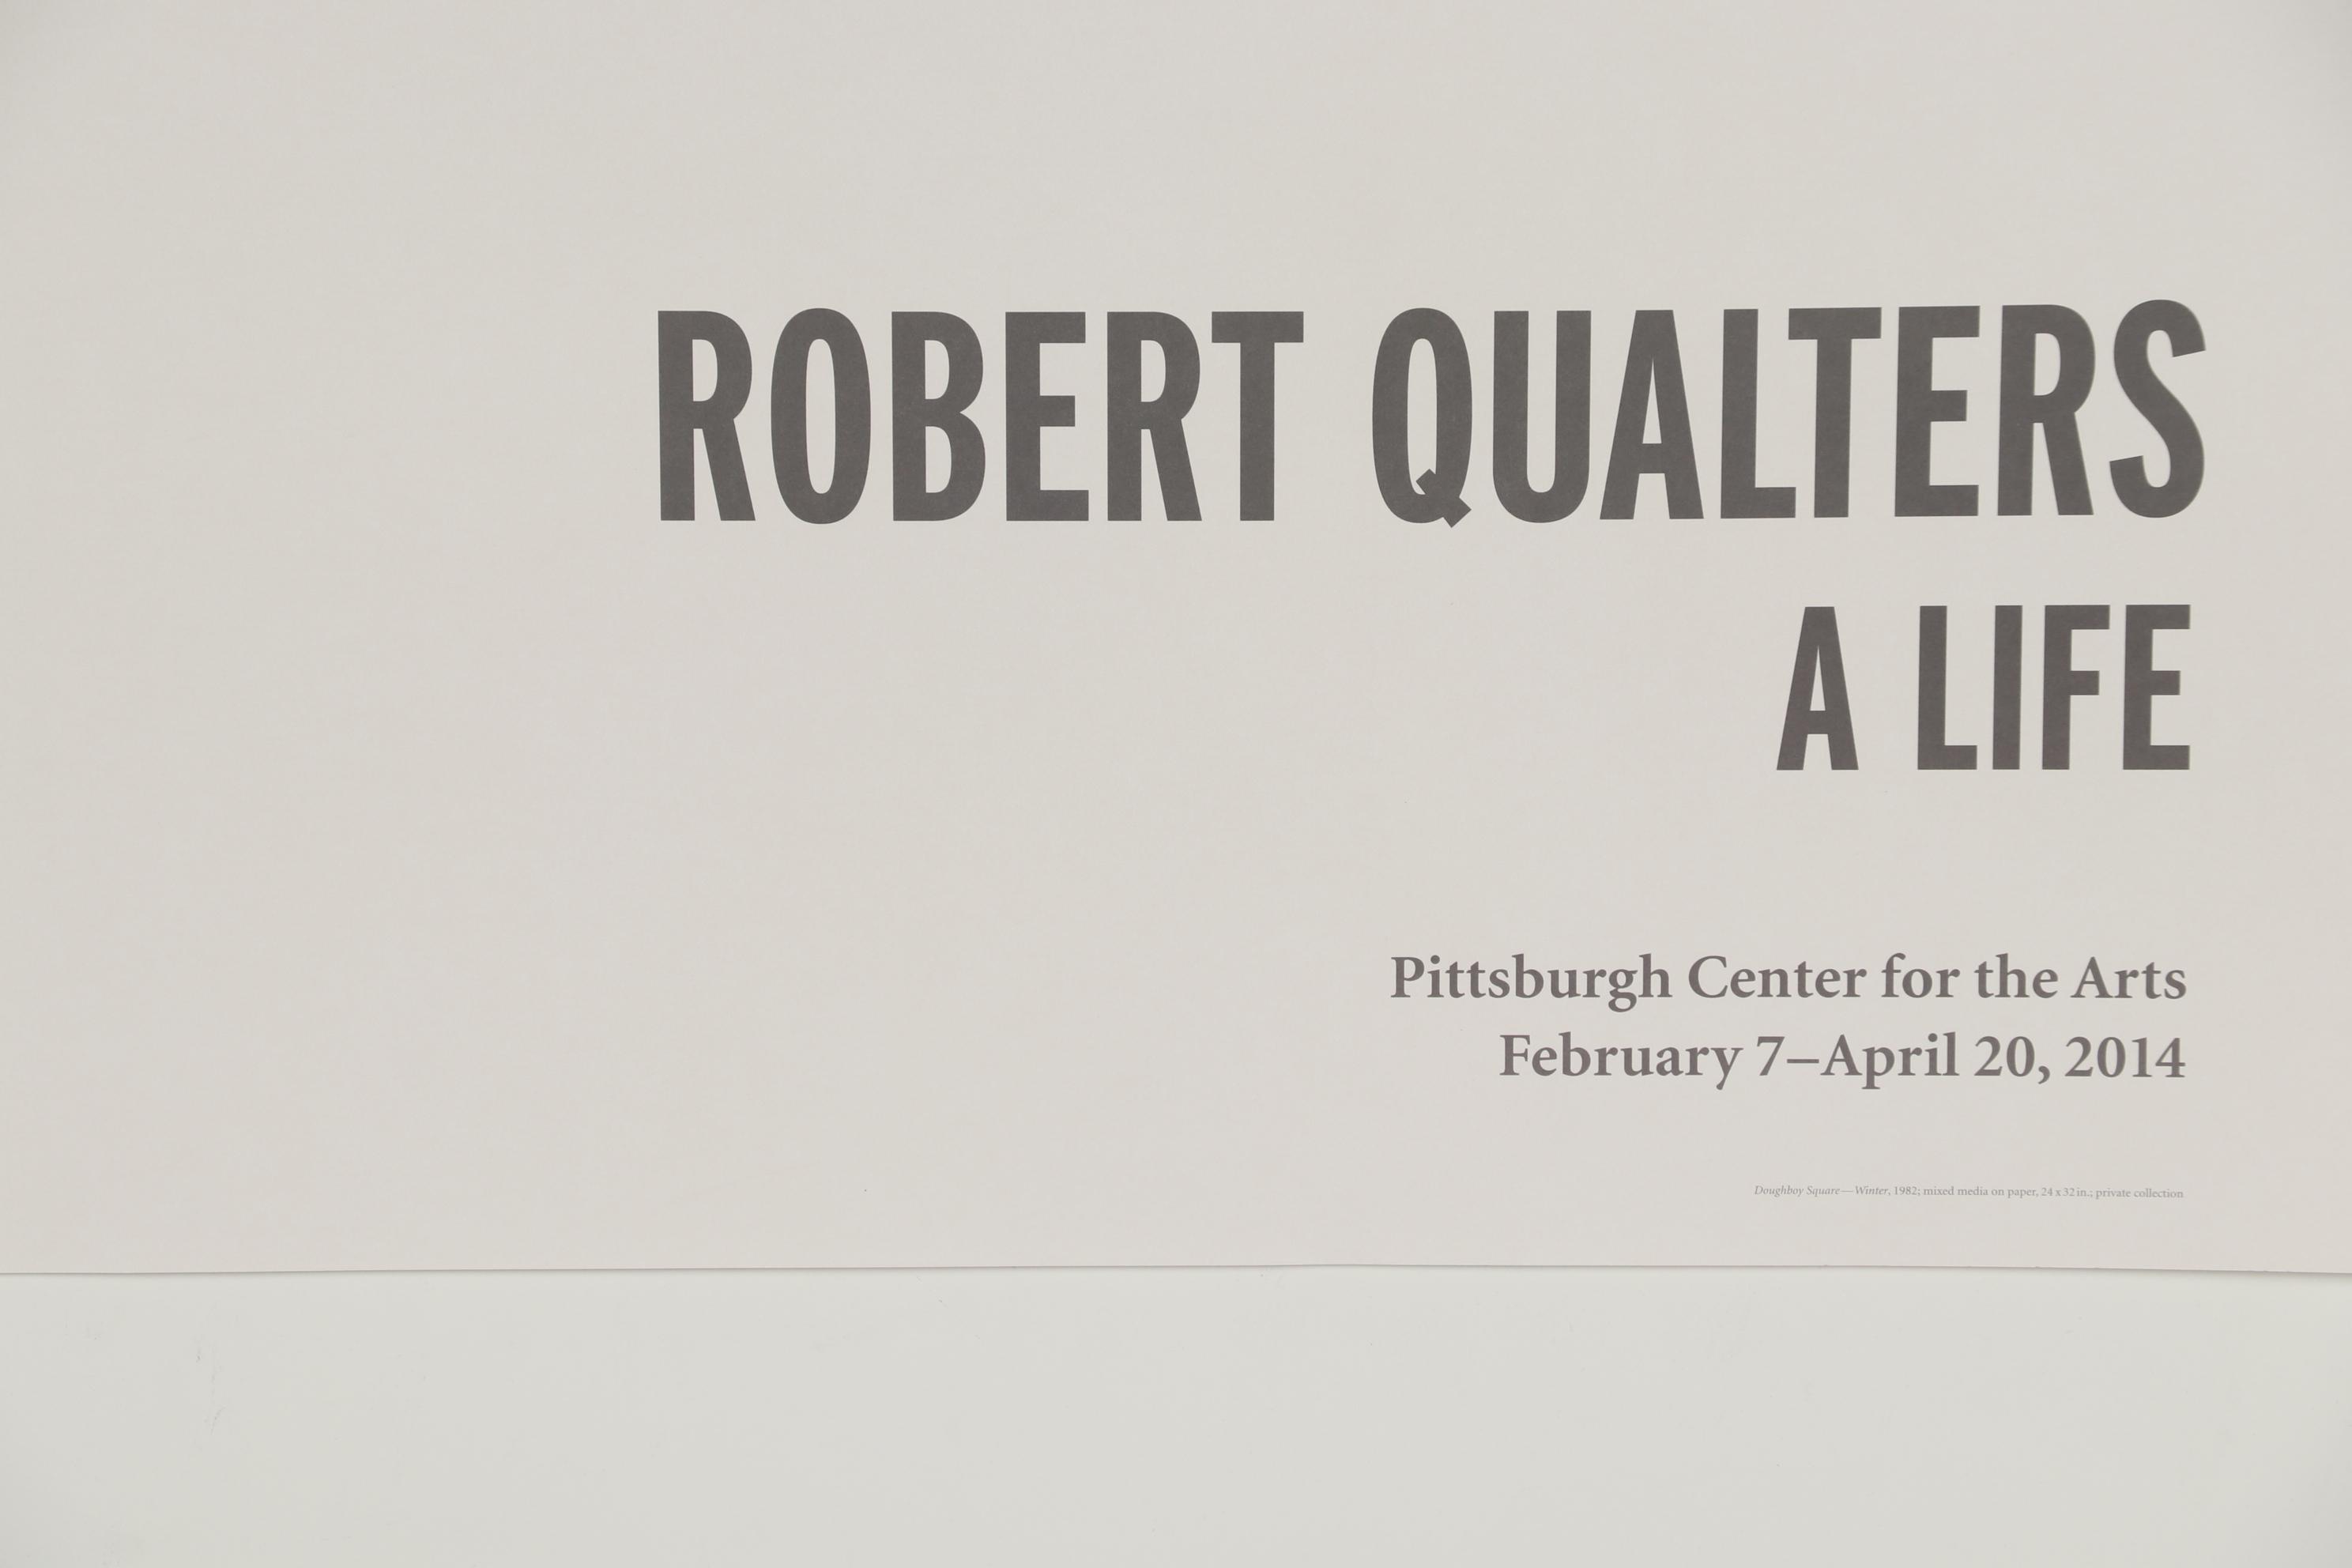 ROBERT QUALTERS
A LIFE
Pittsburgh Center for the Arts
February 7–April 20, 2014
Doughboy Square—Winter, 1982; mixed media on paper, 24 x 32 in.; private collection